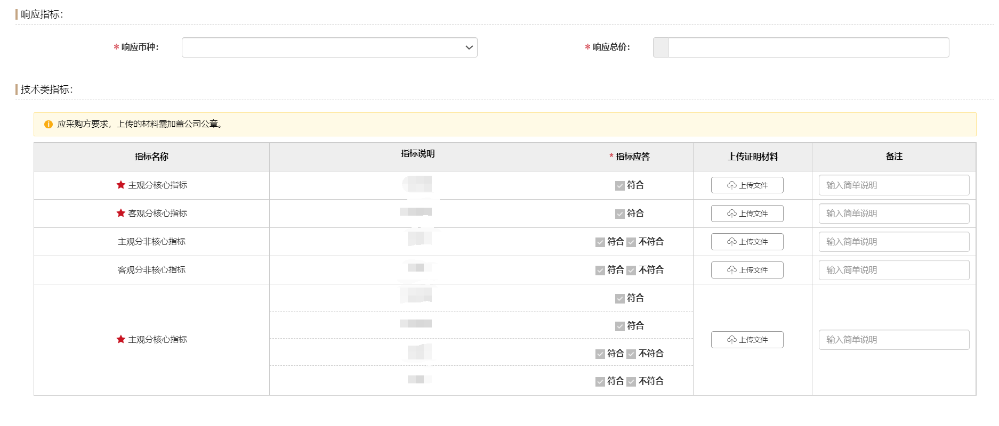 响应指标：
* 响应币种： * 响应总价：
技术类指标：
应采购方要求，上传的材料需加盖公司公章。
指标名称 指标说明 * 指标应答 上传证明材料 备注
主观分核心指标 符合 上传文件 输入简单说明
客观分核心指标 符合 上传文件 输入简单说明
主观分非核心指标 符合 不符合 上传文件 输入简单说明
客观分非核心指标 符合 不符合 上传文件 输入简单说明
符合
符合
主观分核心指标 上传文件 输入简单说明
符合 不符合
符合 不符合